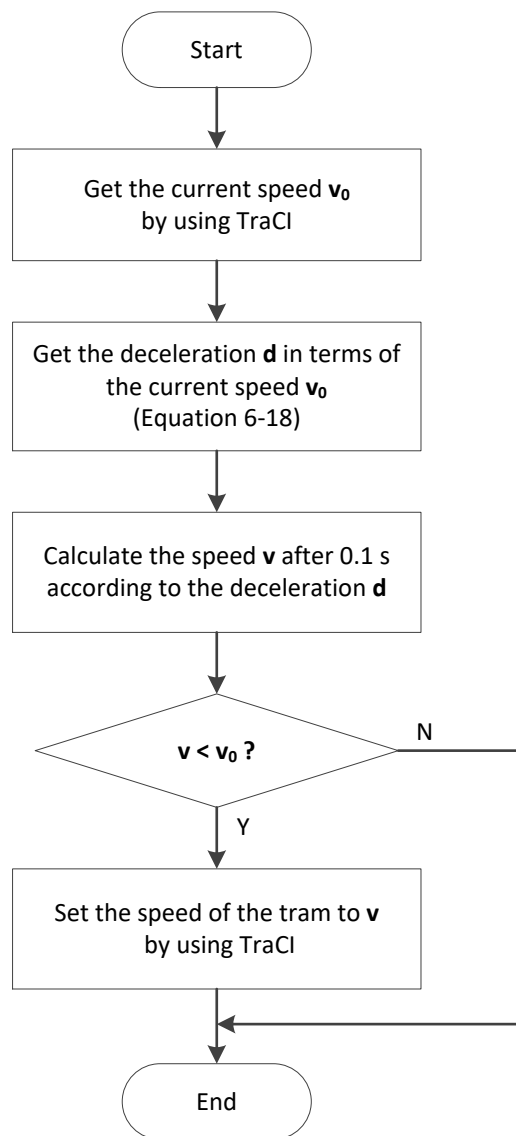 Start
Get the current speed v₀
by using TraCI
Get the deceleration d in terms of
the current speed v₀
(Equation 6-18)
Calculate the speed v after 0.1 s
according to the deceleration d
v < v₀ ?
N
Y
Set the speed of the tram to v
by using TraCI
End